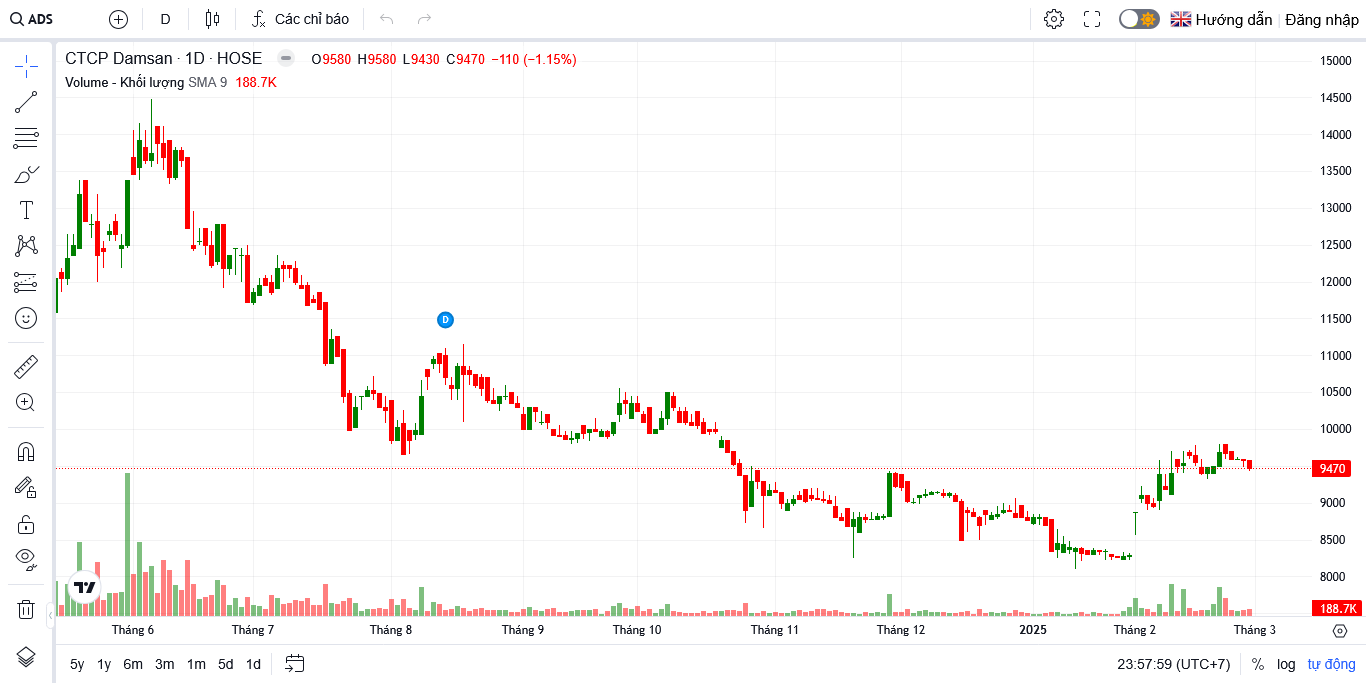 ADS D Các chỉ báo Hướng dẫn Đăng nhập
CTCP Damsan · 1D · HOSE O9580 H9580 L9430 C9470 −110 (−1.15%)
Volume - Khối lượng SMA 9 188.7K
15000
14500
14000
13500
13000
12500
12000
11500
11000
10500
10000
9470
9000
8500
8000
188.7K
D
Tháng 6 Tháng 7 Tháng 8 Tháng 9 Tháng 10 Tháng 11 Tháng 12 2025 Tháng 2 Tháng 3
5y 1y 6m 3m 1m 5d 1d 23:57:59 (UTC+7) % log tự động